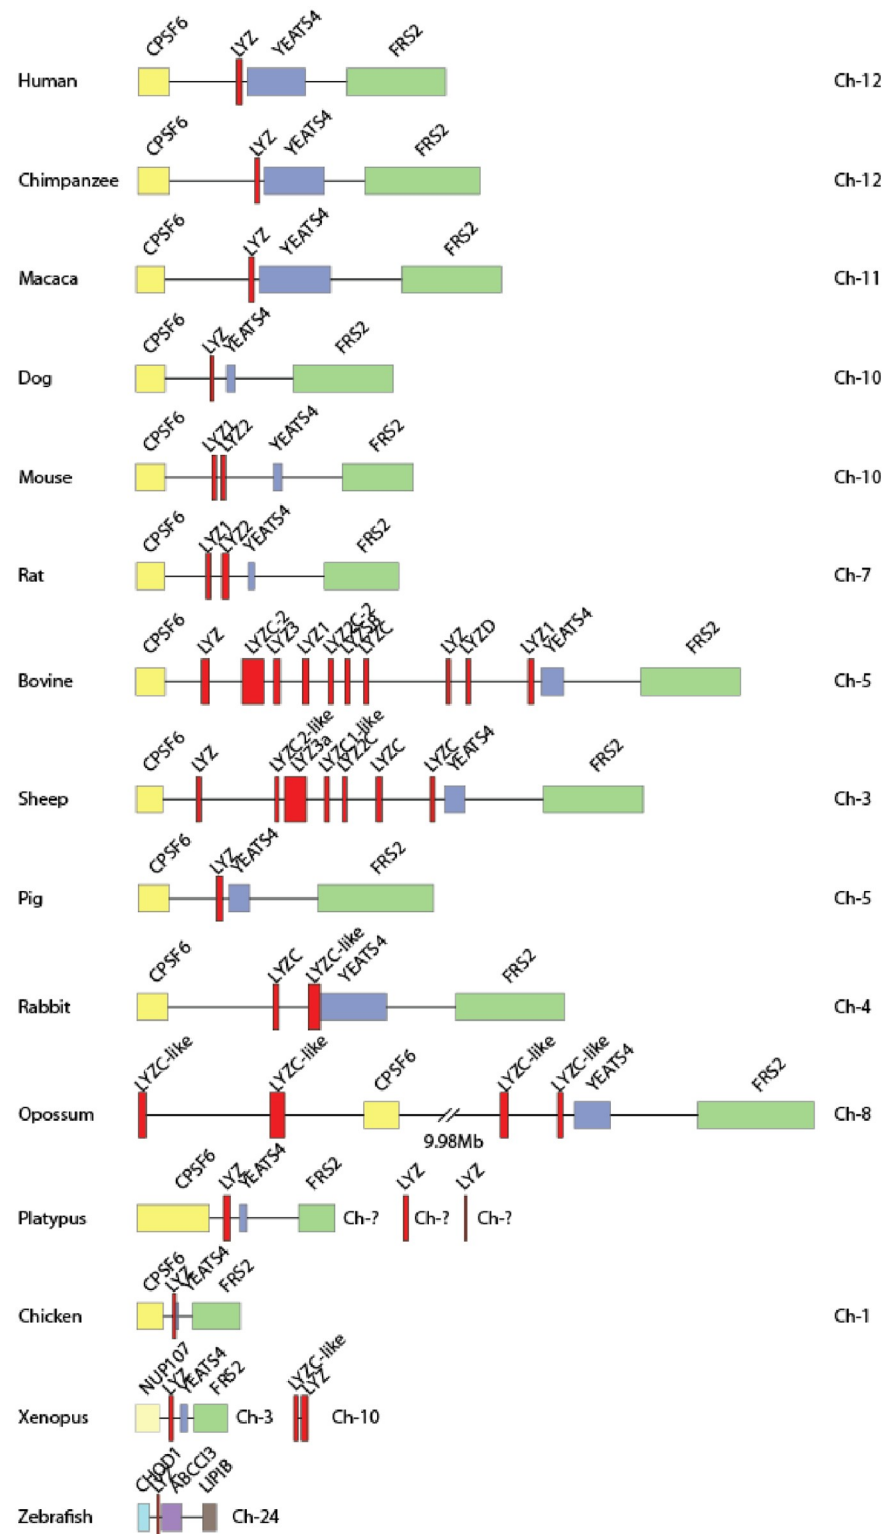 CPSF6 LYZ YEATS4 FRS2
Human Ch-12
CPSF6 LYZ YEATS4 FRS2
Chimpanzee Ch-12
CPSF6 LYZ YEATS4 FRS2
Macaca Ch-11
CPSF6 LYZ YEATS4 FRS2
Dog Ch-10
CPSF6 LYZ1 LYZ2 YEATS4 FRS2
Mouse Ch-10
CPSF6 LYZ1 LYZ2 YEATS4 FRS2
Rat Ch-7
CPSF6 LYZ LYZC-2 LYZ3 LYZ1 LYZ2C-2 LYZ5B LYZC LYZ LYZD LYZ1 YEATS4 FRS2
Bovine Ch-5
CPSF6 LYZ LYZC2-like LYZ3a LYZC1-like LYZ2C LYZC LYZC YEATS4 FRS2
Sheep Ch-3
CPSF6 LYZ YEATS4 FRS2
Pig Ch-5
CPSF6 LYZC LYZC-like YEATS4 FRS2
Rabbit Ch-4
LYZC-like LYZC-like CPSF6 LYZC-like LYZC-like YEATS4 FRS2
Opossum Ch-8
9.98Mb
CPSF6 LYZ YEATS4 FRS2 LYZ LYZ
Platypus Ch-? Ch-? Ch-?
CPSF6 LYZ YEATS4 FRS2
Chicken Ch-1
NUP107 LYZ YEATS4 FRS2 LYZC-like LYZ
Xenopus Ch-3 Ch-10
CHOD1 LYZ ABCCI3 LIPIB
Zebrafish Ch-24